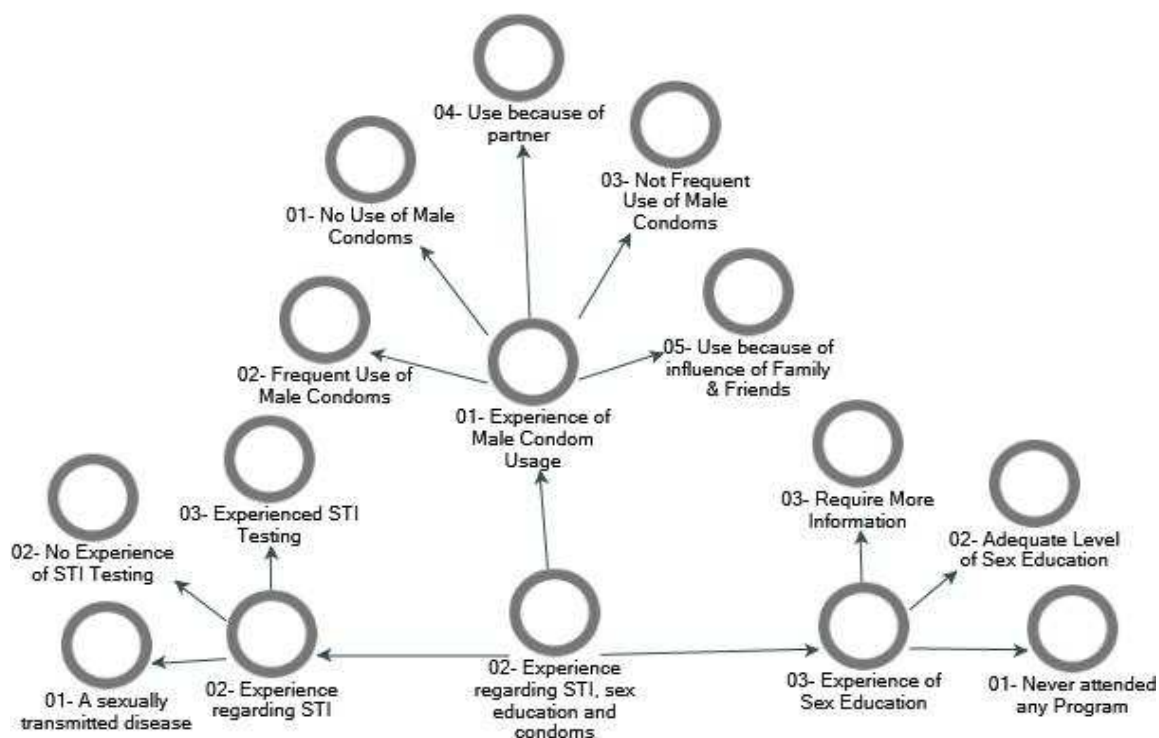 04- Use because of
partner
01- No Use of Male
Condoms
03- Not Frequent
Use of Male
Condoms
02- Frequent Use of
Male Condoms
05- Use because of
influence of Family
& Friends
01- Experience of
Male Condom
Usage
03- Experienced STI
Testing
03- Require More
Information
02- No Experience
of STI Testing
02- Adequate Level
of Sex Education
01- A sexually
transmitted disease
02- Experience
regarding STI
02- Experience
regarding STI, sex
education and
condoms
03- Experience of
Sex Education
01- Never attended
any Program